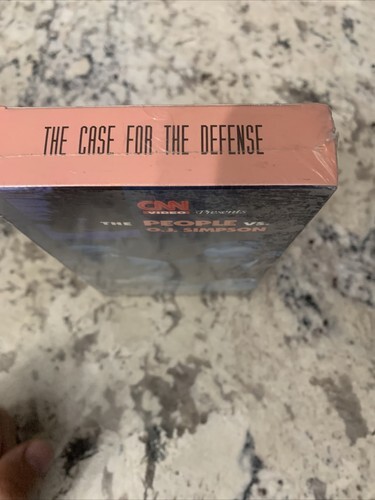 THE CASE FOR THE DEFENSE
CNN
VIDEO Presents
THE PEOPLE VS.
O.J. SIMPSON